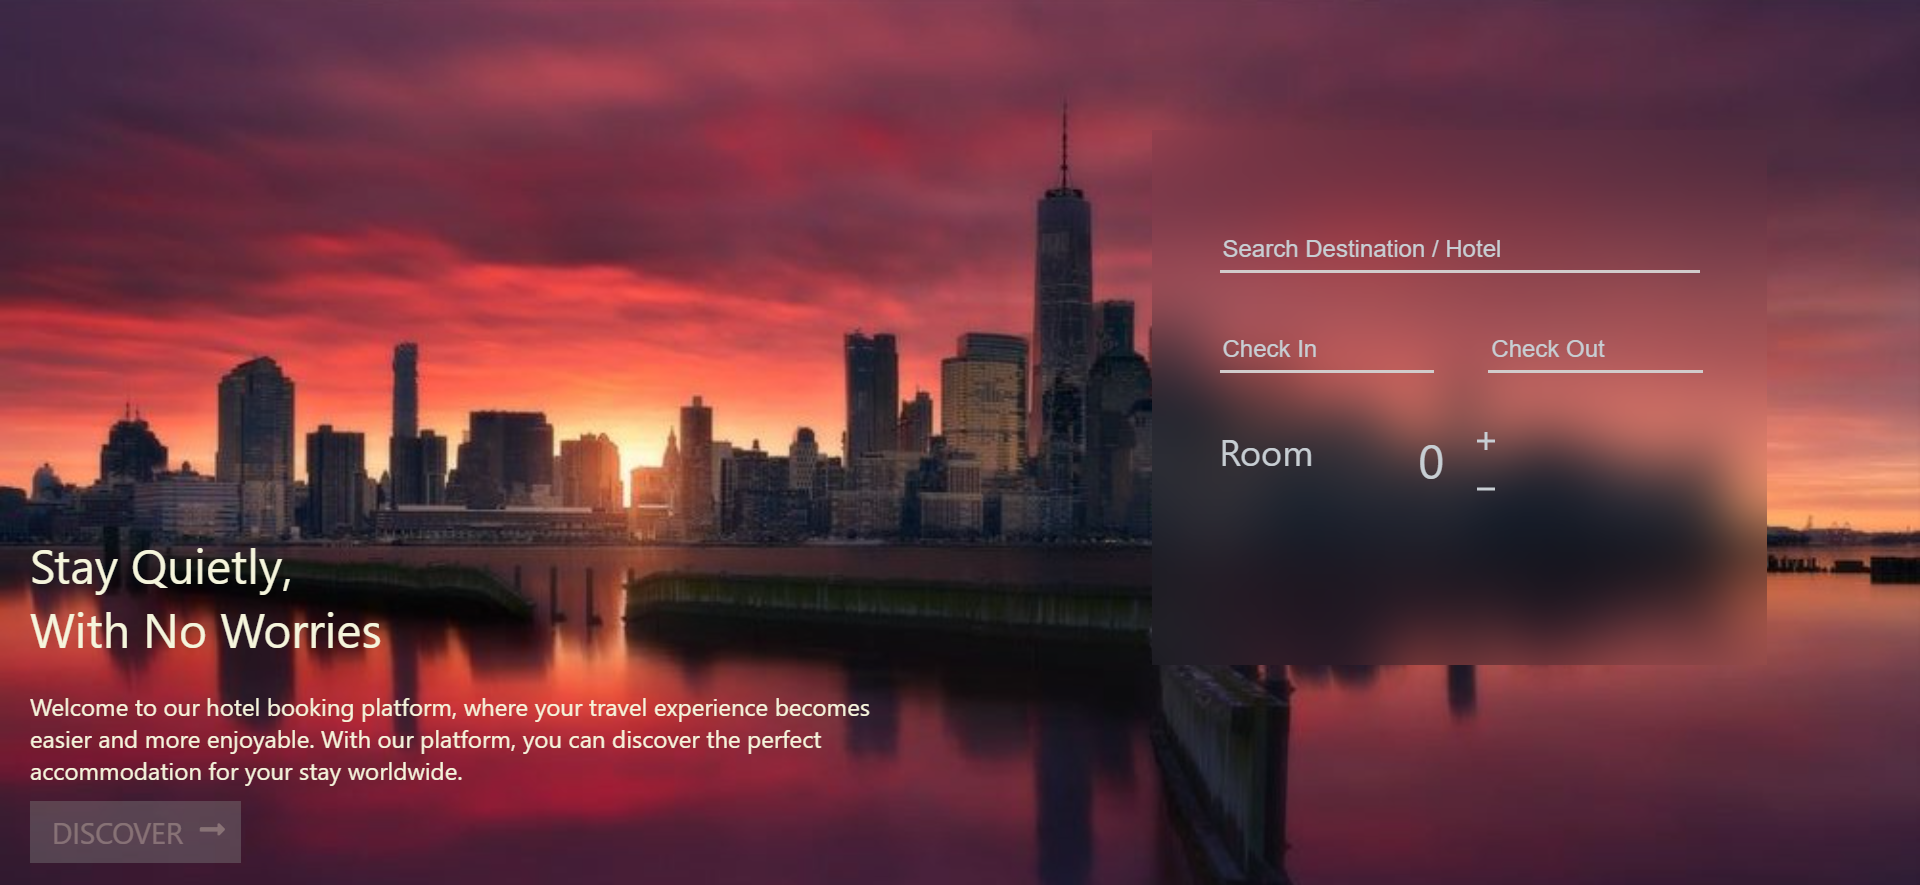 Search Destination / Hotel
Check In
Check Out
Room
0
+
−
Stay Quietly,
With No Worries
Welcome to our hotel booking platform, where your travel experience becomes
easier and more enjoyable. With our platform, you can discover the perfect
accommodation for your stay worldwide.
DISCOVER →